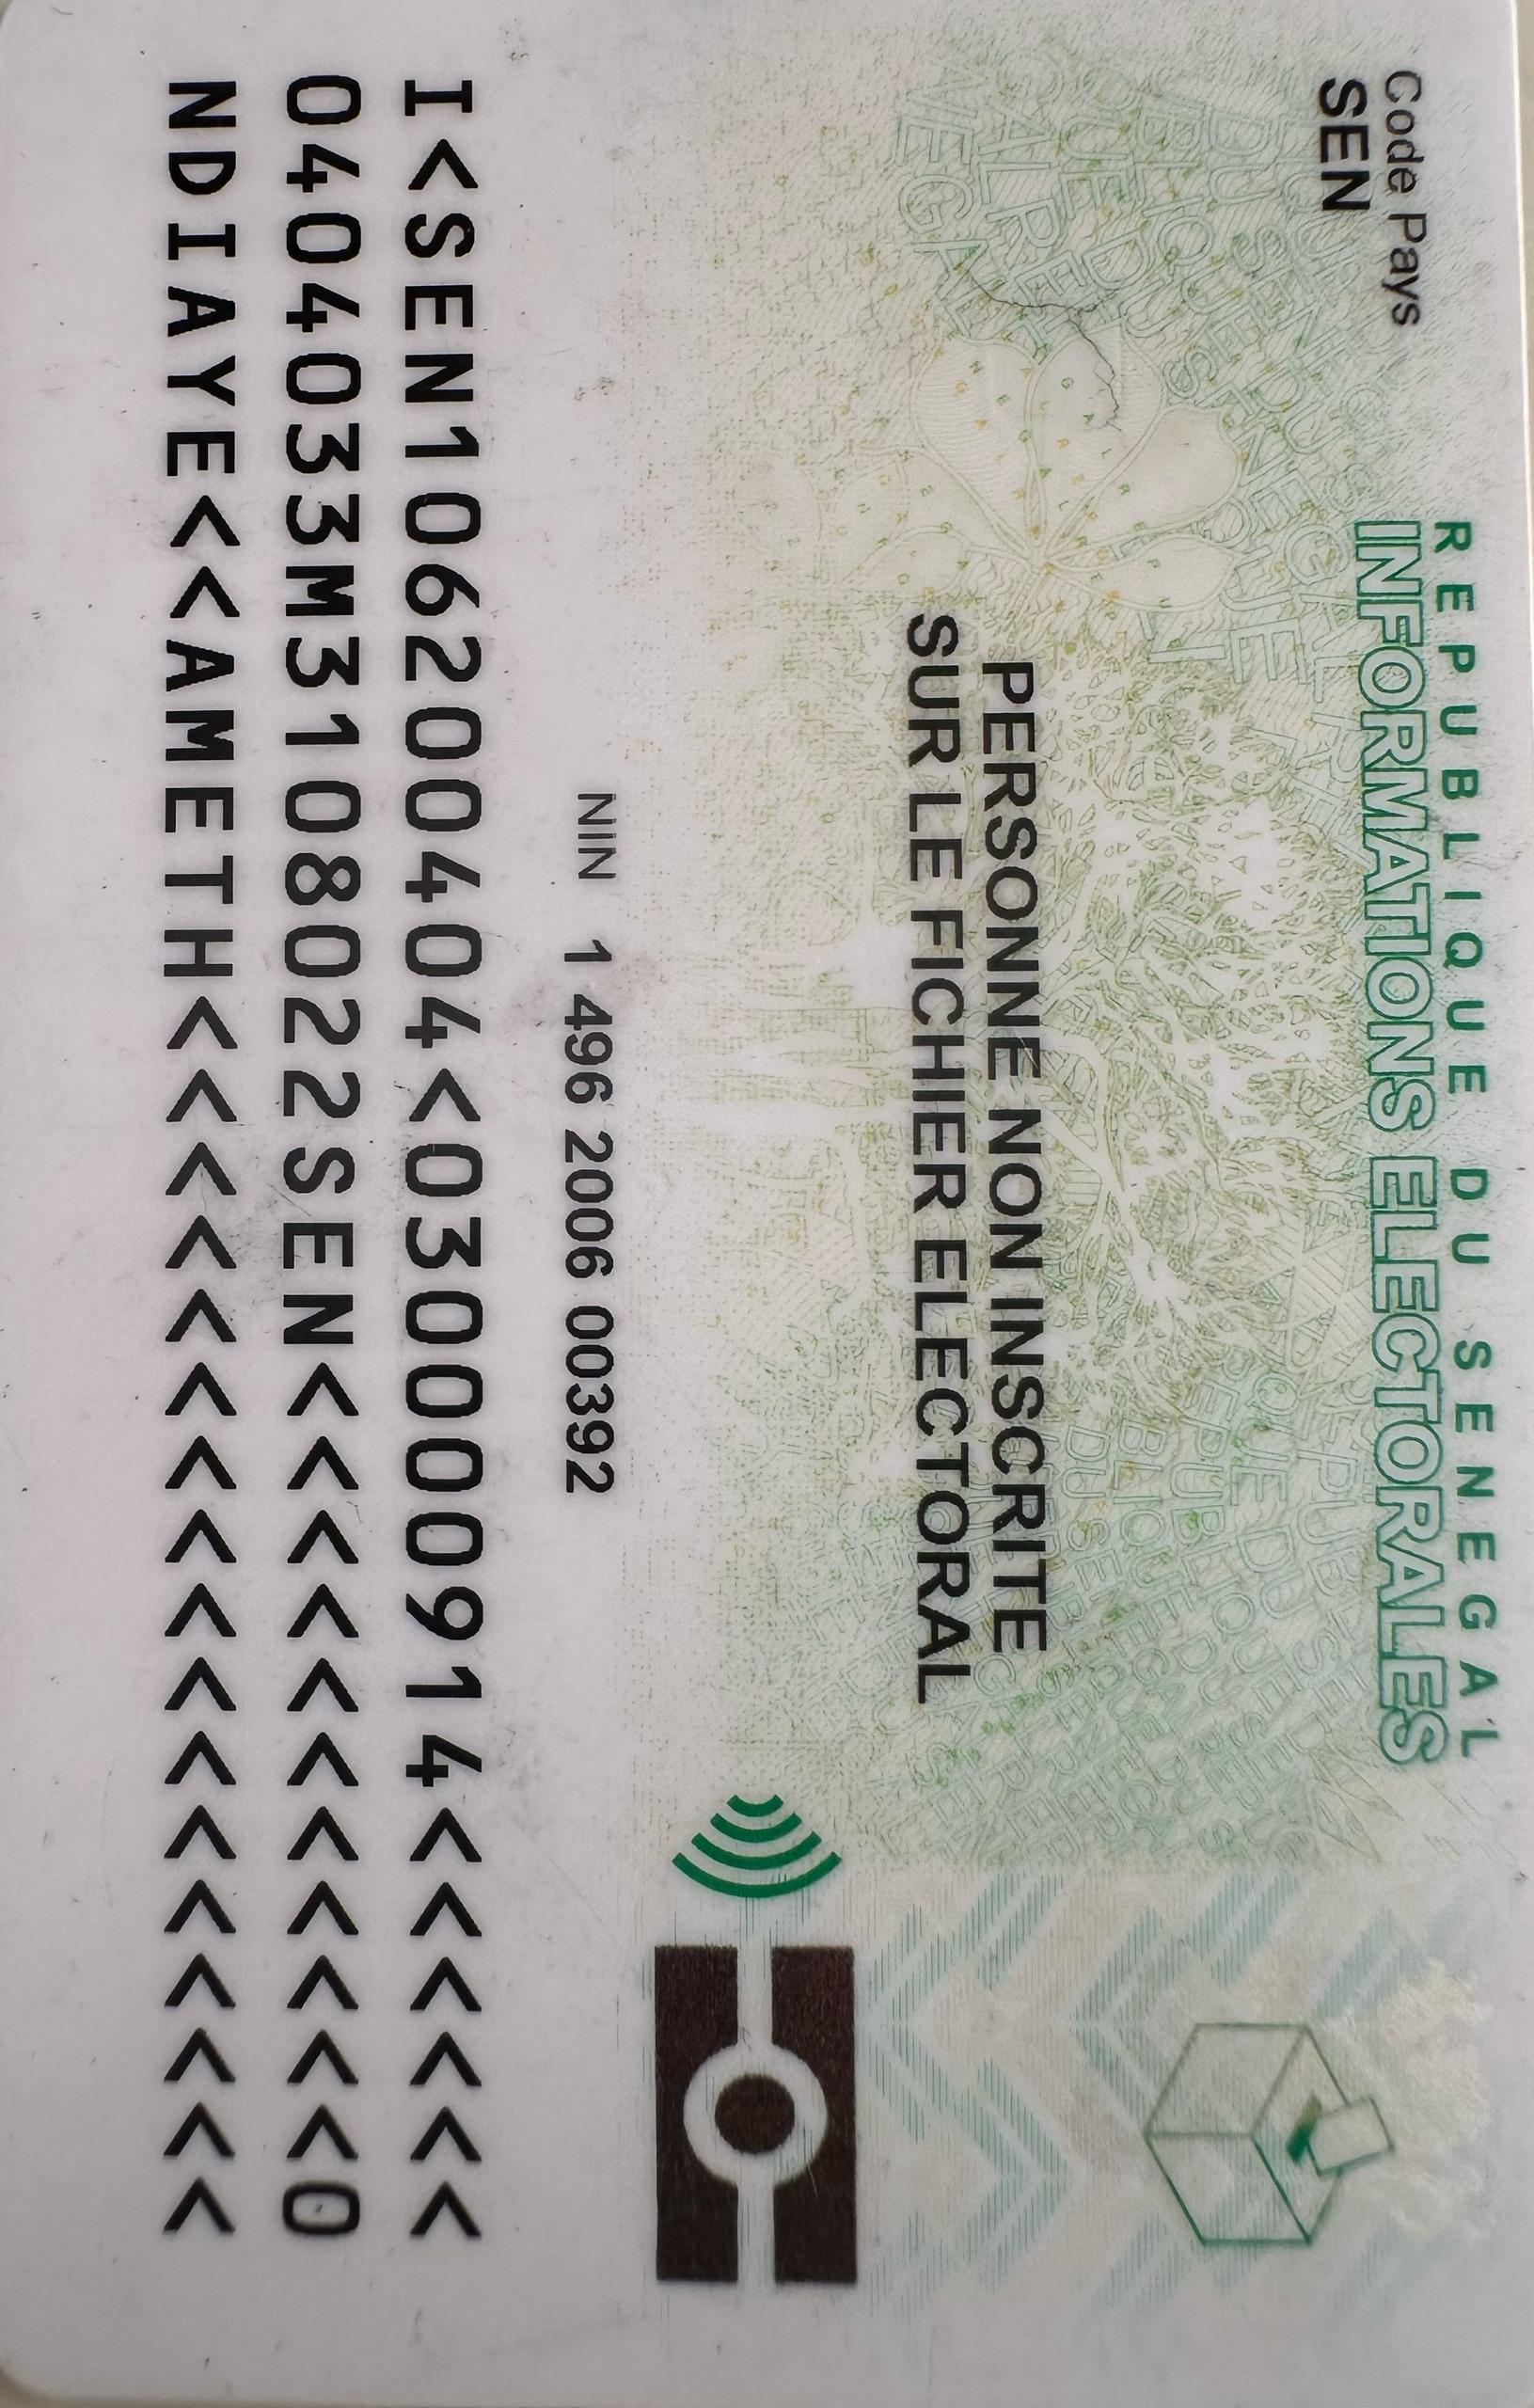 REPUBLIQUE DU SENEGAL
INFORMATIONS ELECTORALES
Code Pays
SEN
PERSONNE NON INSCRITE
SUR LE FICHIER ELECTORAL
NIN 1 496 2006 00392
I<SEN106200404<030000914<<<<<<
0404033M3108022SEN<<<<<<<<<<<0
NDIAYE<<AMETH<<<<<<<<<<<<<<<<<